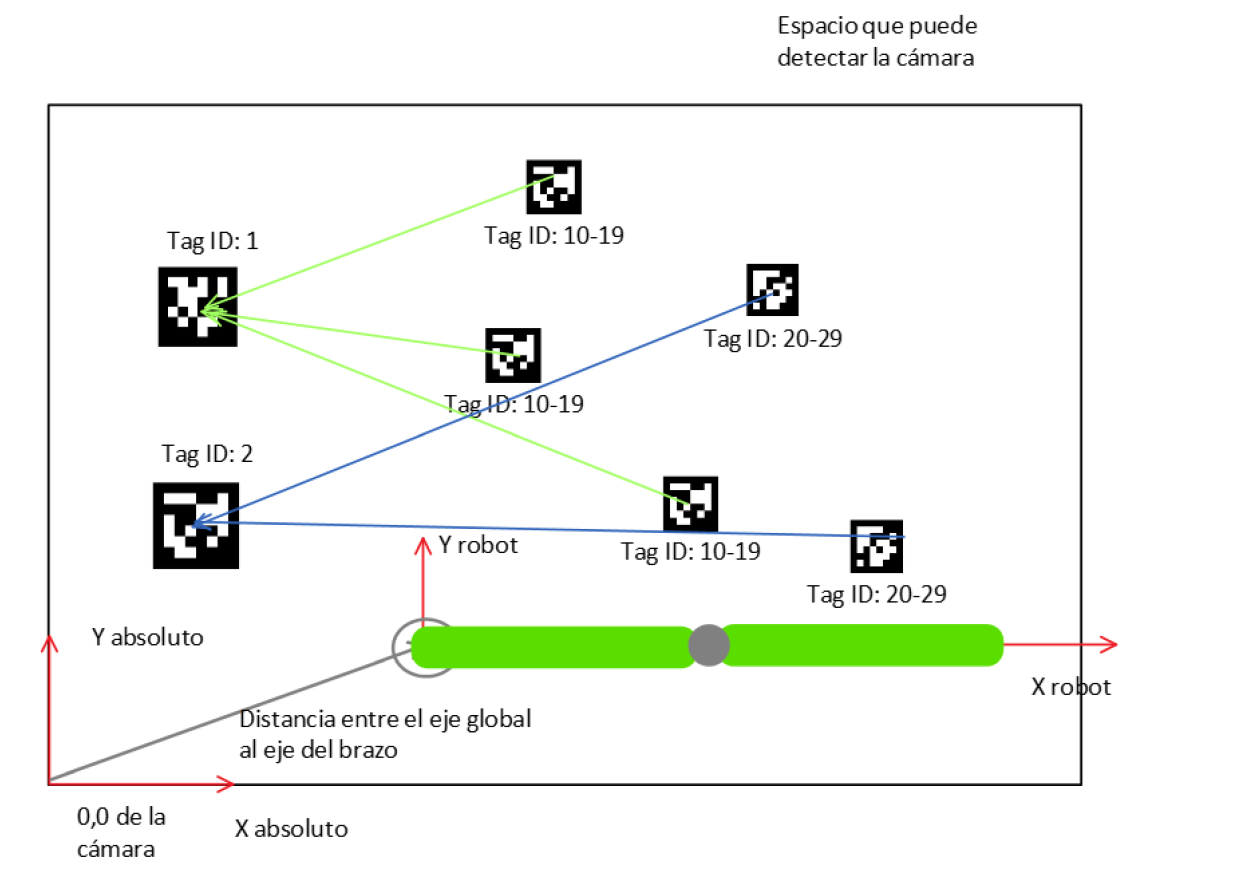 Espacio que puede
detectar la cámara
Tag ID: 10-19
Tag ID: 1
Tag ID: 20-29
Tag ID: 10-19
Tag ID: 2
Y robot
Tag ID: 10-19
Tag ID: 20-29
Y absoluto
X robot
Distancia entre el eje global
al eje del brazo
0,0 de la
cámara
X absoluto